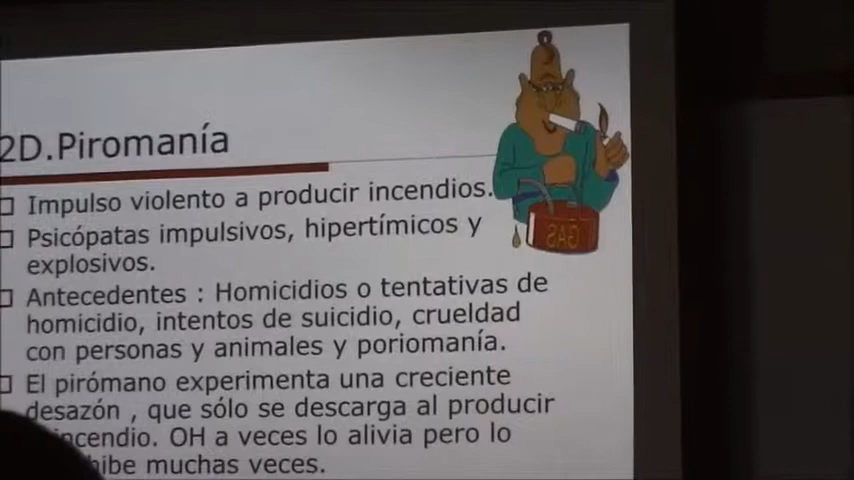 2D.Piromanía
Impulso violento a producir incendios.
Psicópatas impulsivos, hipertímicos y
explosivos.
Antecedentes : Homicidios o tentativas de
homicidio, intentos de suicidio, crueldad
con personas y animales y poriomanía.
El pirómano experimenta una creciente
desazón , que sólo se descarga al producir
incendio. OH a veces lo alivia pero lo
muchas veces.
GAS